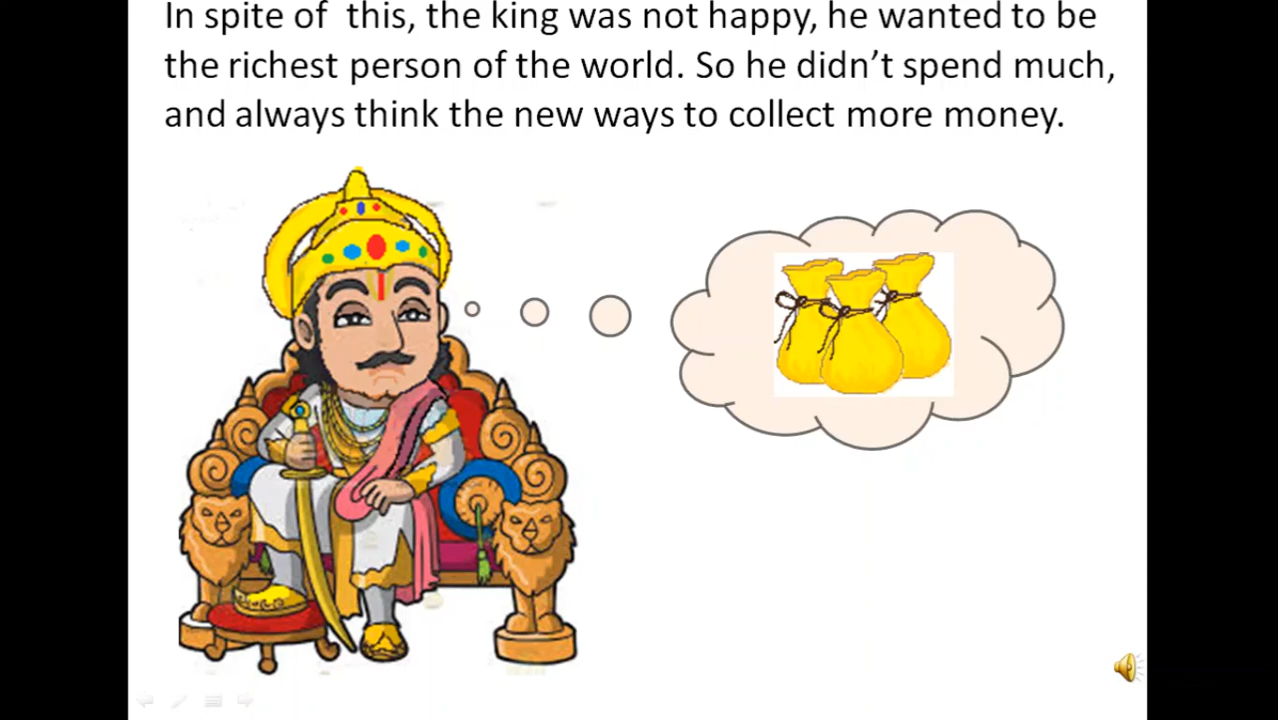 In spite of  this, the king was not happy, he wanted to be
the richest person of the world. So he didn’t spend much,
and always think the new ways to collect more money.